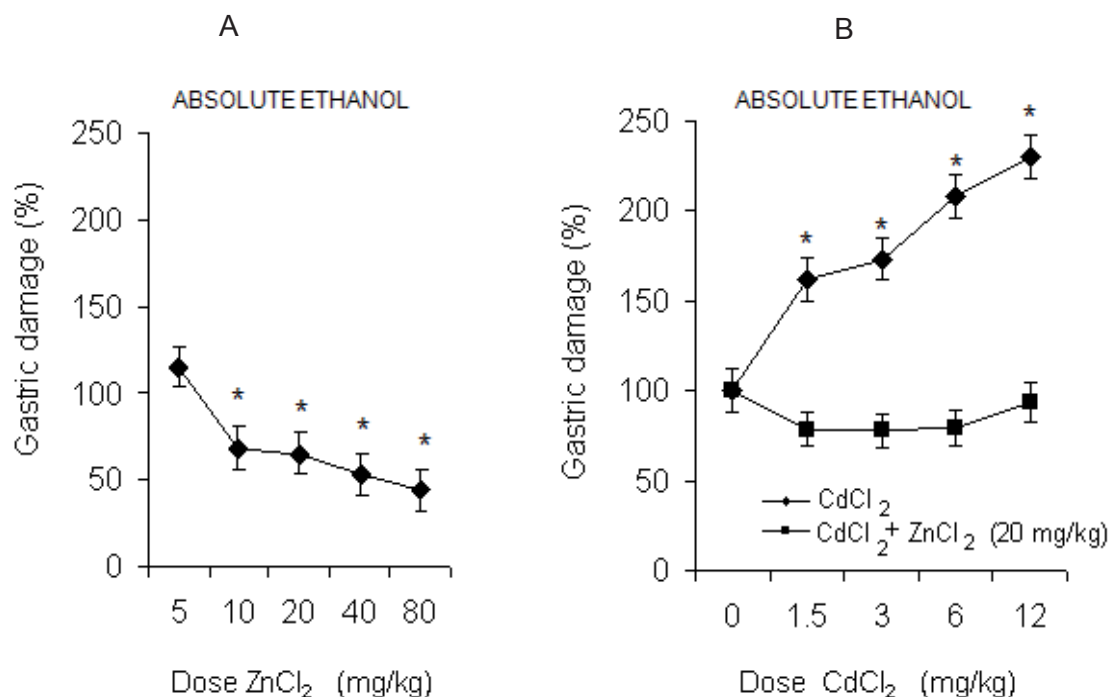 A
ABSOLUTE ETHANOL
Gastric damage (%)
250
200
150
100
50
0
*
*
*
*
5 10 20 40 80
Dose ZnCl₂ (mg/kg)
B
ABSOLUTE ETHANOL
Gastric damage (%)
250
200
150
100
50
0
*
*
*
*
CdCl₂
CdCl₂+ ZnCl₂ (20 mg/kg)
0 1.5 3 6 12
Dose CdCl₂ (mg/kg)